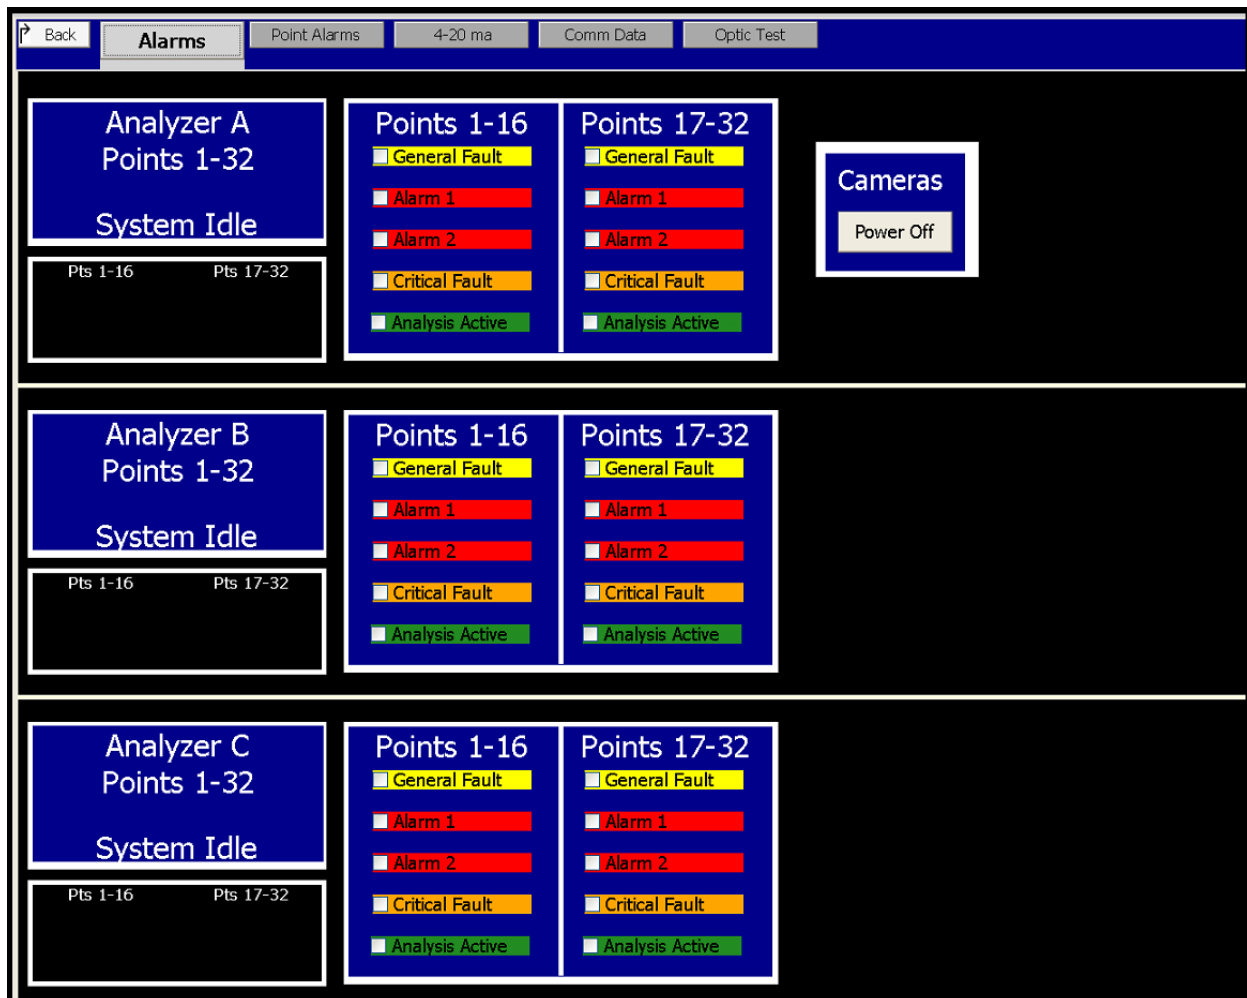 Back Alarms Point Alarms 4-20 ma Comm Data Optic Test
Analyzer A
Points 1-32
System Idle
Pts 1-16 Pts 17-32
Points 1-16
General Fault
Alarm 1
Alarm 2
Critical Fault
Analysis Active
Points 17-32
General Fault
Alarm 1
Alarm 2
Critical Fault
Analysis Active
Cameras
Power Off
Analyzer B
Points 1-32
System Idle
Pts 1-16 Pts 17-32
Points 1-16
General Fault
Alarm 1
Alarm 2
Critical Fault
Analysis Active
Points 17-32
General Fault
Alarm 1
Alarm 2
Critical Fault
Analysis Active
Analyzer C
Points 1-32
System Idle
Pts 1-16 Pts 17-32
Points 1-16
General Fault
Alarm 1
Alarm 2
Critical Fault
Analysis Active
Points 17-32
General Fault
Alarm 1
Alarm 2
Critical Fault
Analysis Active